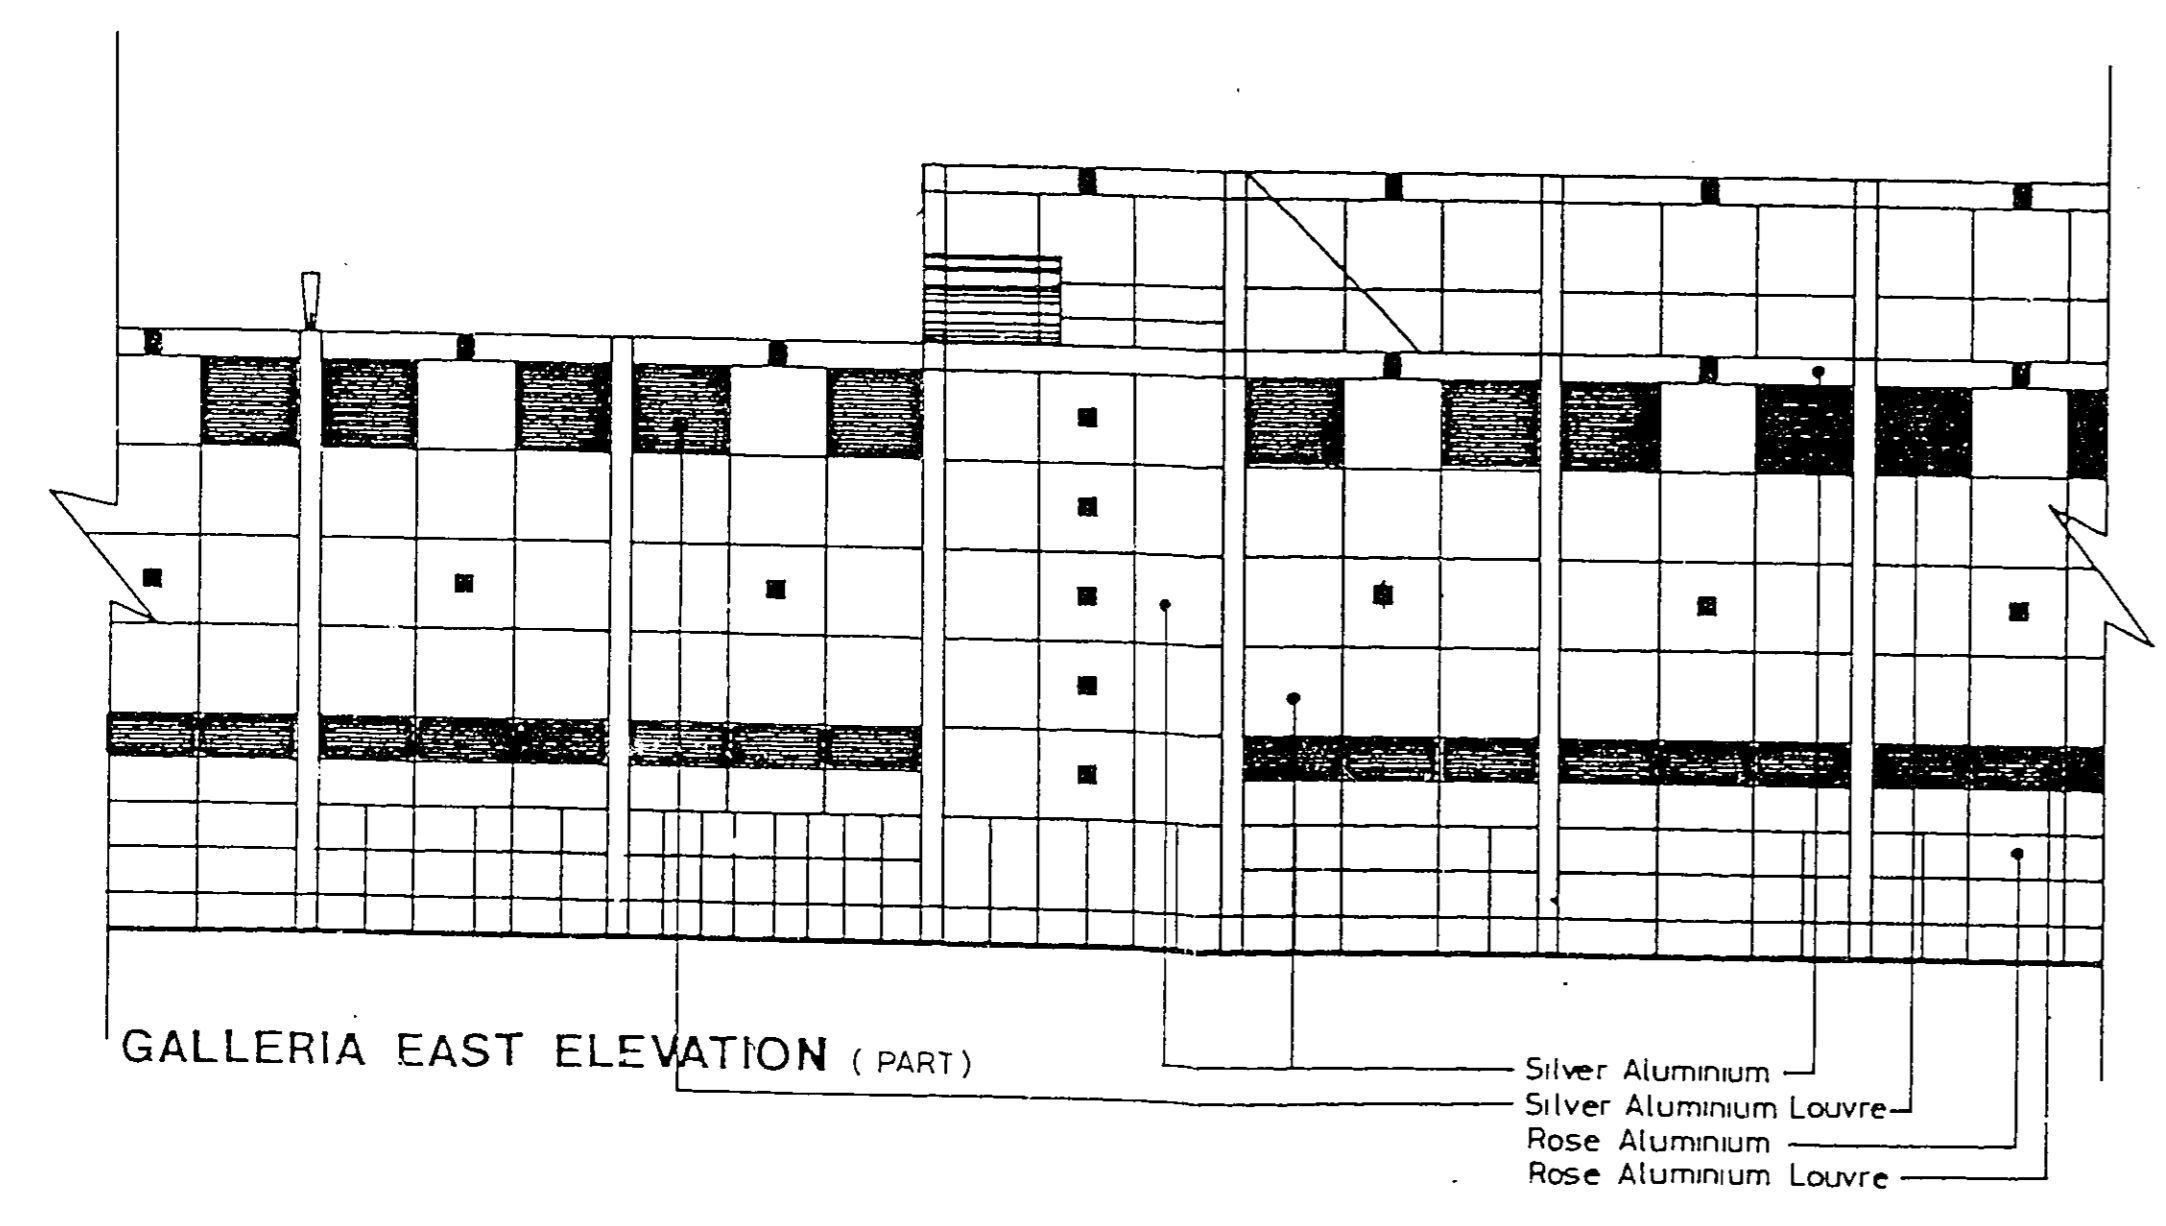 GALLERIA EAST ELEVATION (PART)
Silver Aluminium
Silver Aluminium Louvre
Rose Aluminium
Rose Aluminium Louvre